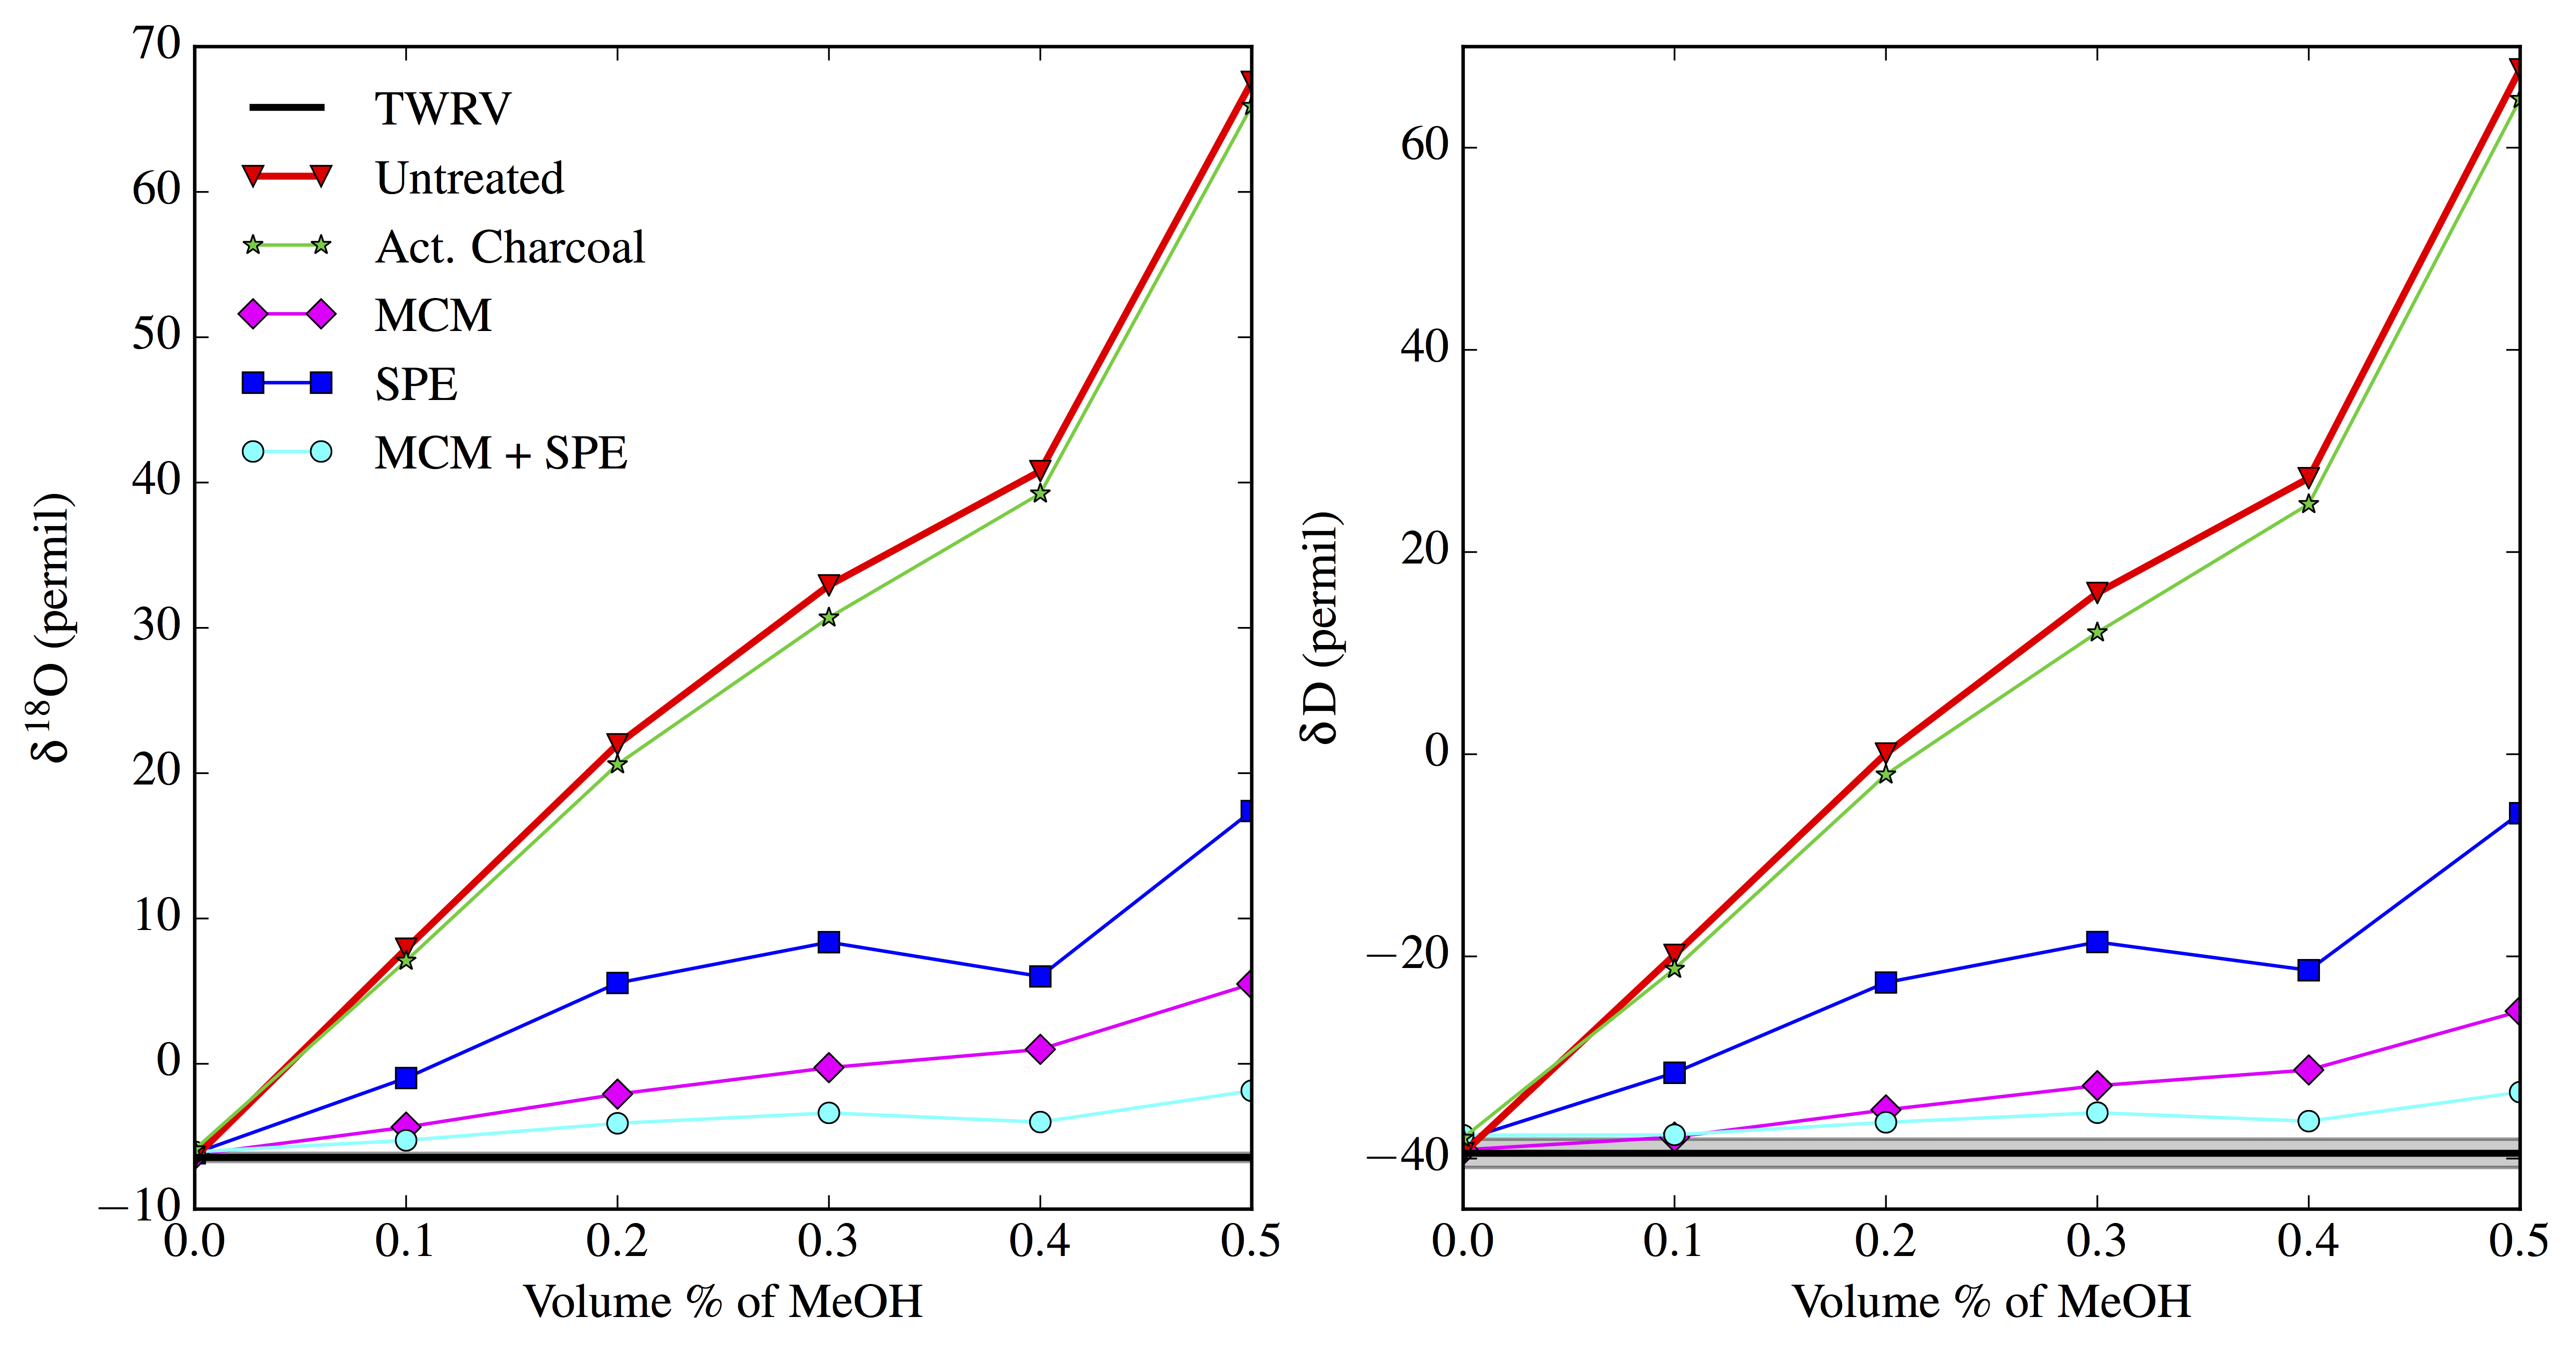 70
60
50
40
30
20
10
0
−10
δ ¹⁸O (permil)
TWRV
Untreated
Act. Charcoal
MCM
SPE
MCM + SPE
0.0 0.1 0.2 0.3 0.4 0.5
Volume % of MeOH
60
40
20
0
−20
−40
δ D (permil)
0.0 0.1 0.2 0.3 0.4 0.5
Volume % of MeOH